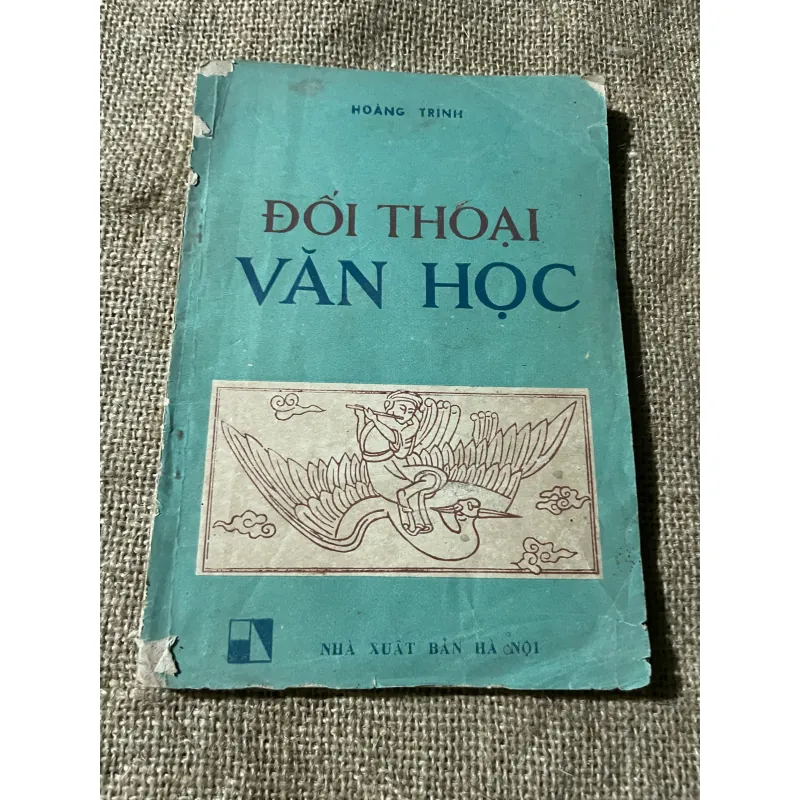 HOÀNG TRINH
ĐỐI THOẠI
VĂN HỌC
NHÀ XUẤT BẢN HÀ NỘI